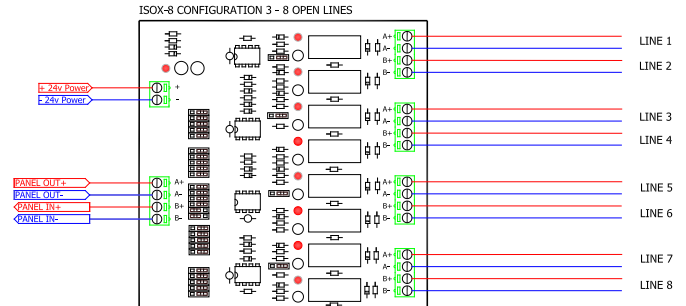 ISOX-8 CONFIGURATION 3 - 8 OPEN LINES
+ 24v Power
- 24v Power
+
-
PANEL OUT+
PANEL OUT-
PANEL IN+
PANEL IN-
A+
A-
B+
B-
A+
A-
B+
B-
LINE 1
LINE 2
A+
A-
B+
B-
LINE 3
LINE 4
A+
A-
B+
B-
LINE 5
LINE 6
A+
A-
B+
B-
LINE 7
LINE 8